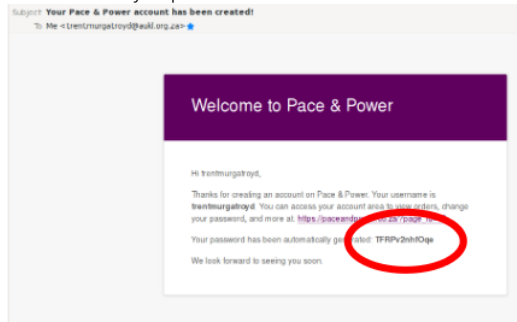 Subject Your Pace & Power account has been created!
To Me <trentmurgatroyd@aukl.org.za>
Welcome to Pace & Power
Hi trentmurgatroyd,
Thanks for creating an account on Pace & Power. Your username is
trentmurgatroyd. You can access your account area to view orders, change
your password, and more at:
Your password has been automatically generated: TFRPv2nhfOqe
We look forward to seeing you soon.